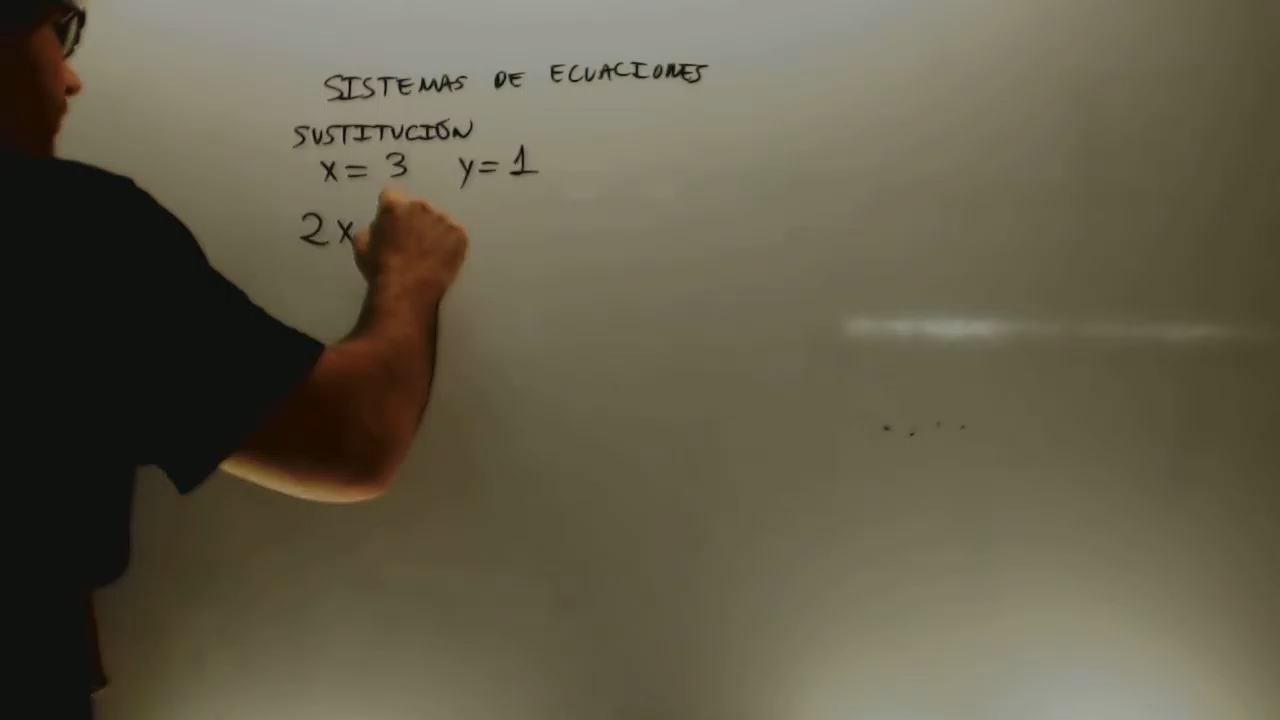 SISTEMAS DE ECUACIONES
SUSTITUCIÓN
x = 3 y = 1
2x